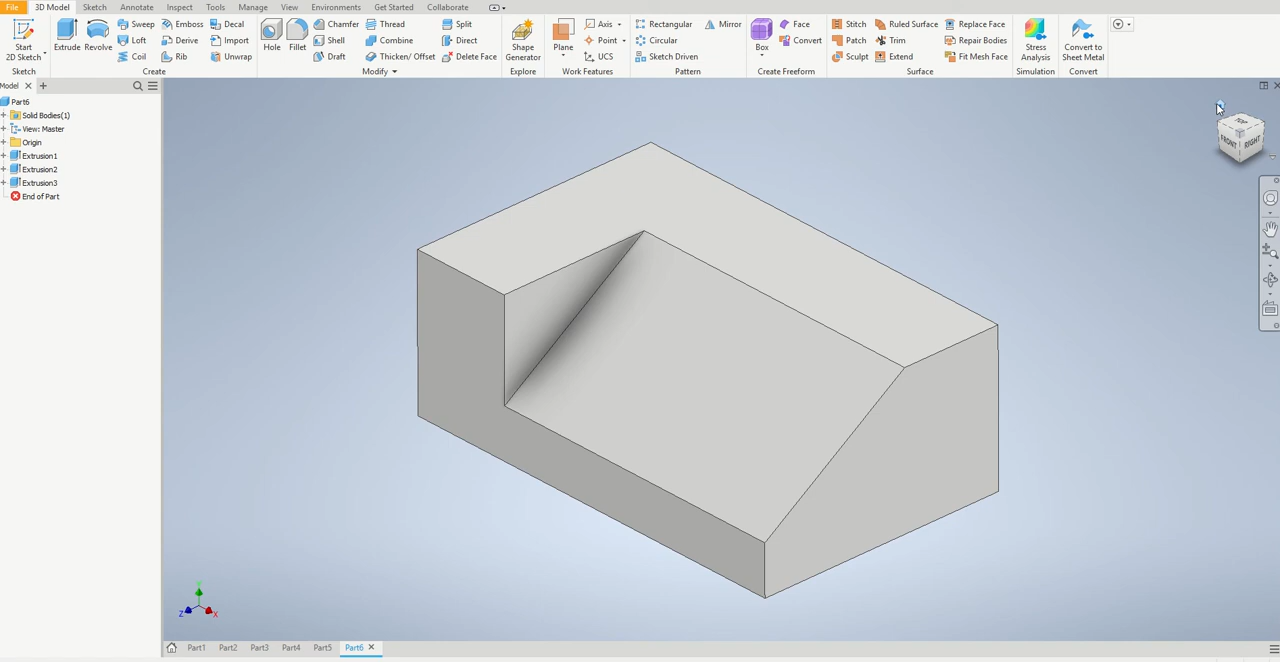 File 3D Model Sketch Annotate Inspect Tools Manage View Environments Get Started Collaborate
Start
2D Sketch
Sketch
Extrude
Revolve
Sweep
Emboss
Decal
Loft
Derive
Import
Coil
Rib
Unwrap
Create
Hole
Fillet
Chamfer
Thread
Split
Shell
Combine
Direct
Draft
Thicken/ Offset
Delete Face
Modify
Shape
Generator
Explore
Plane
Axis
Point
UCS
Work Features
Rectangular
Mirror
Circular
Sketch Driven
Pattern
Box
Face
Convert
Create Freeform
Stitch
Ruled Surface
Replace Face
Patch
Trim
Repair Bodies
Sculpt
Extend
Fit Mesh Face
Surface
Stress
Analysis
Simulation
Convert to
Sheet Metal
Convert
Model
Part6
Solid Bodies(1)
View: Master
Origin
Extrusion1
Extrusion2
Extrusion3
End of Part
TOP
FRONT
RIGHT
Y
Z
X
Part1 Part2 Part3 Part4 Part5 Part6